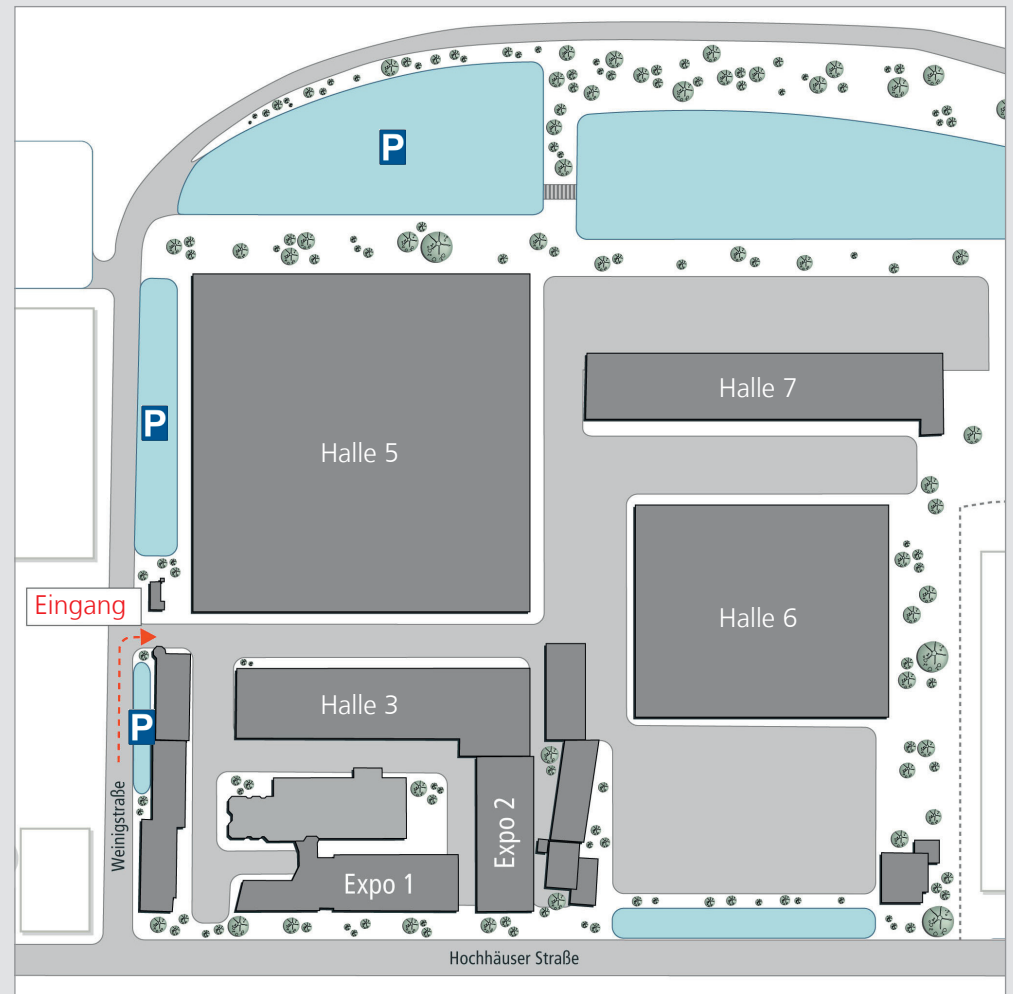 P
Halle 7
P
Halle 5
Eingang
Halle 6
Halle 3
P
Weinigstraße
Expo 2
Expo 1
Hochhäuser Straße